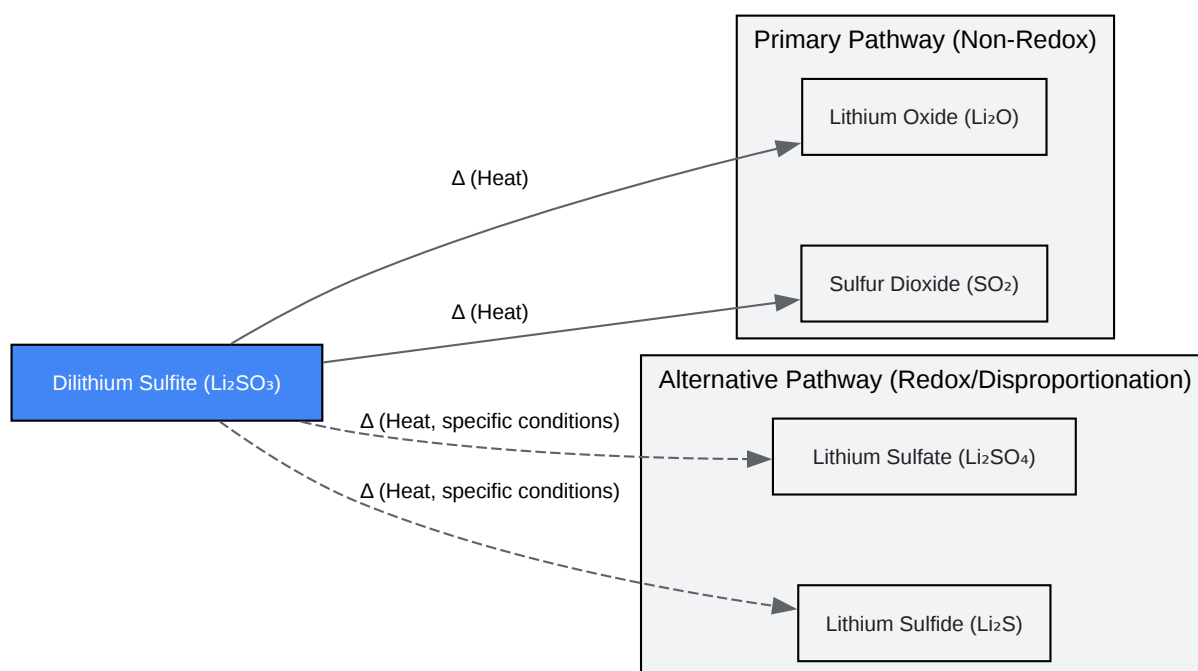 Primary Pathway (Non-Redox)
Lithium Oxide (Li₂O)
Δ (Heat)
Sulfur Dioxide (SO₂)
Δ (Heat)
Dilithium Sulfite (Li₂SO₃)
Alternative Pathway (Redox/Disproportionation)
Δ (Heat, specific conditions)
Lithium Sulfate (Li₂SO₄)
Δ (Heat, specific conditions)
Lithium Sulfide (Li₂S)